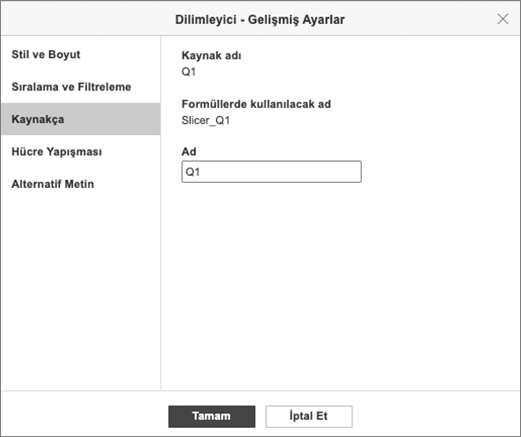 Dilimleyici - Gelişmiş Ayarlar
Stil ve Boyut
Sıralama ve Filtreleme
Kaynakça
Hücre Yapışması
Alternatif Metin
Kaynak adı
Q1
Formüllerde kullanılacak ad
Slicer_Q1
Ad
Q1
Tamam
İptal Et